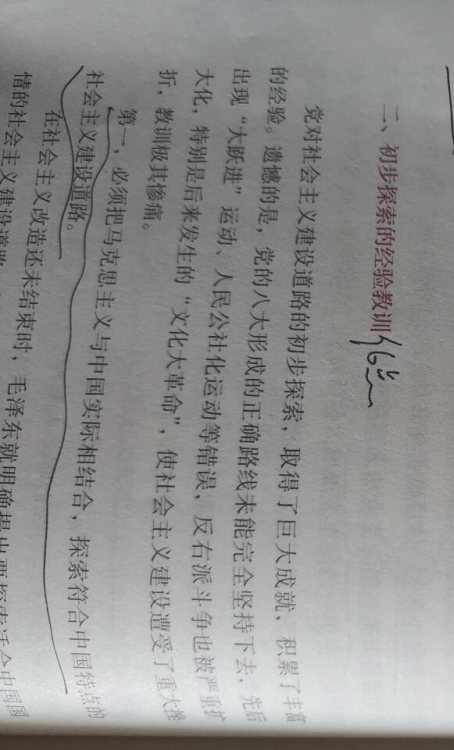 二、初步探索的经验教训
党对社会主义建设道路的初步探索，取得了巨大成就，积累了丰富
的经验。遗憾的是，党的八大形成的正确路线未能完全坚持下去，先后
出现“大跃进”运动、人民公社化运动等错误，反右派斗争也被严重扩
大化，特别是后来发生的“文化大革命”，使社会主义建设遭受了重大挫
折，教训极其惨痛。
第一，必须把马克思主义与中国实际相结合，探索符合中国特点的
社会主义建设道路。
在社会主义改造还未结束时，毛泽东就明确提出要探索适合中国国
情的社会主义建设道路